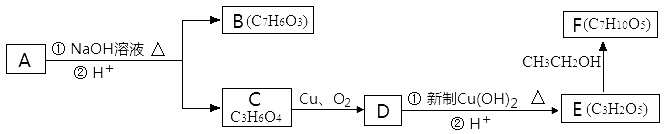 A
① NaOH溶液 △
② H⁺
B(C₇H₆O₃)
C
C₃H₆O₄
Cu、O₂
D
① 新制Cu(OH)₂ △
② H⁺
E(C₃H₂O₅)
CH₃CH₂OH
F(C₇H₁₀O₅)